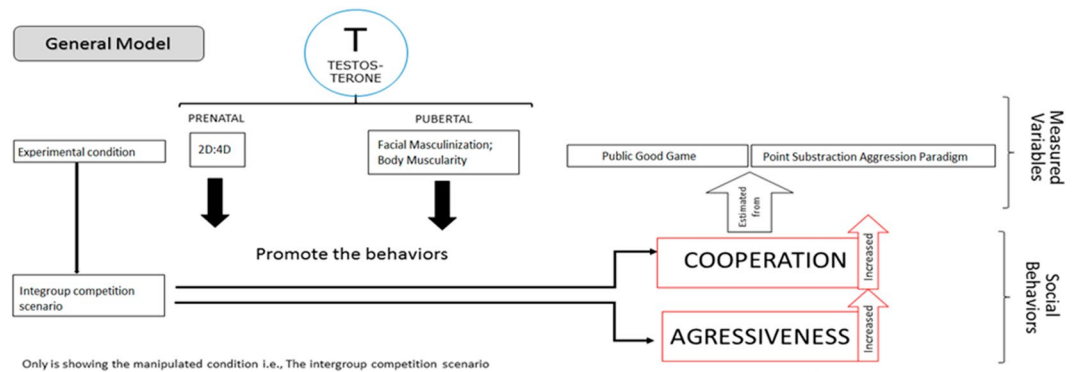 General Model
T
TESTOS-
TERONE
PRENATAL
2D:4D
PUBERTAL
Facial Masculinization;
Body Muscularity
Experimental condition
Public Good Game
Point Substraction Aggression Paradigm
Measured
Variables
Estimated
from
Promote the behaviors
COOPERATION
Increased
Integroup competition
scenario
AGRESSIVENESS
Increased
Social
Behaviors
Only is showing the manipulated condition i.e., The intergroup competition scenario